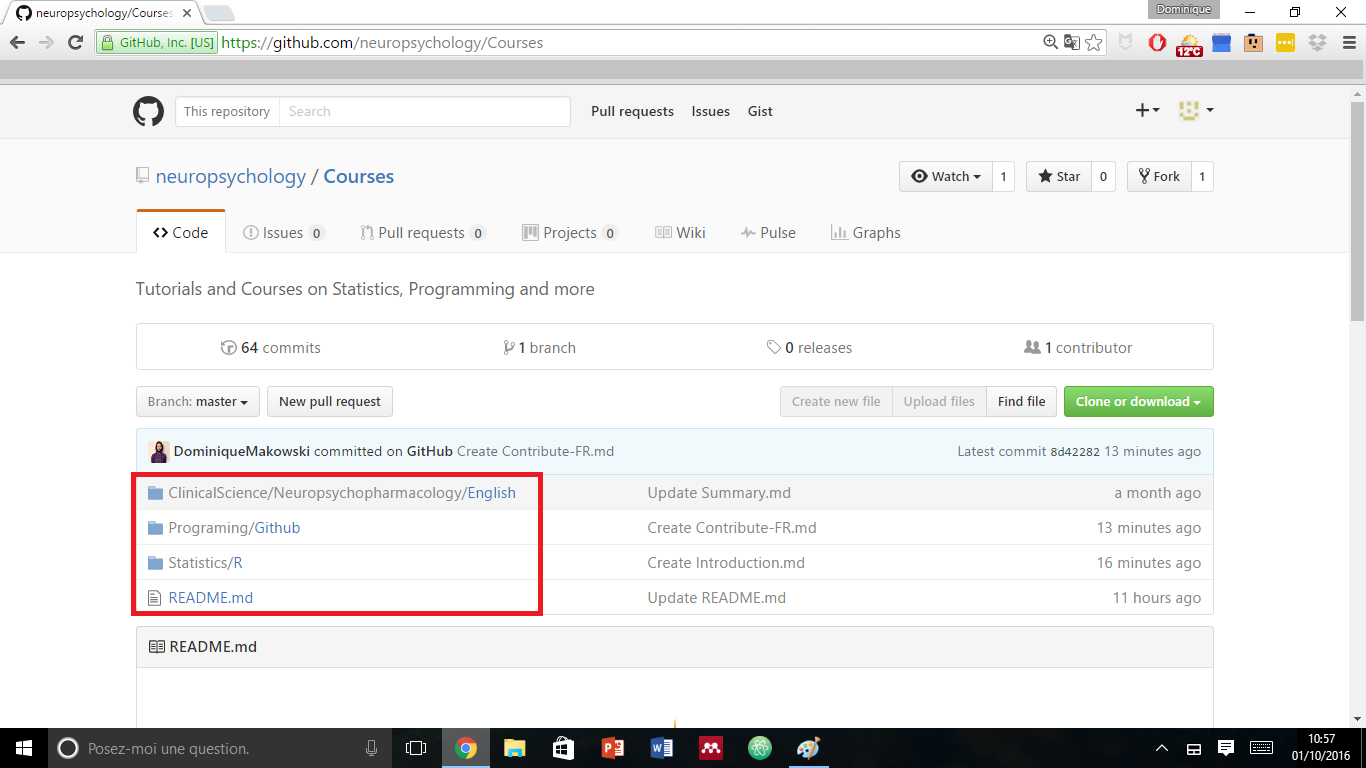 neuropsychology/Courses
Dominique
GitHub, Inc. [US] https://github.com/neuropsychology/Courses
12°C
This repository Search Pull requests Issues Gist
neuropsychology / Courses
Watch 1 Star 0 Fork 1
Code Issues 0 Pull requests 0 Projects 0 Wiki Pulse Graphs
Tutorials and Courses on Statistics, Programming and more
64 commits 1 branch 0 releases 1 contributor
Branch: master New pull request Create new file Upload files Find file Clone or download
DominiqueMakowski committed on GitHub Create Contribute-FR.md Latest commit 8d42282 13 minutes ago
ClinicalScience/Neuropsychopharmacology/English Update Summary.md a month ago
Programing/Github Create Contribute-FR.md 13 minutes ago
Statistics/R Create Introduction.md 16 minutes ago
README.md Update README.md 11 hours ago
README.md
Posez-moi une question.
10:57
01/10/2016